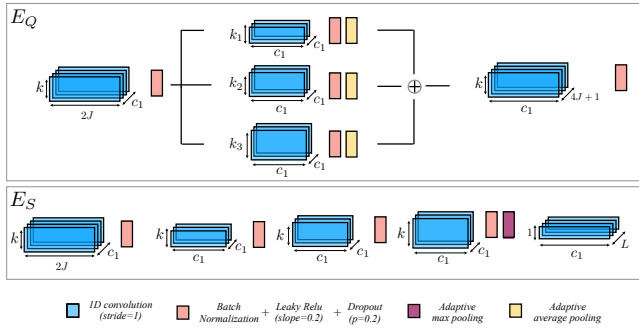 E_Q
k
2J
c_1
k_1
c_1
c_1
k_2
c_1
c_1
k_3
c_1
c_1
⊕
k
c_1
4J + 1
E_S
k
2J
c_1
k
c_1
c_1
k
c_1
c_1
k
c_1
c_1
1
c_1
L
1D convolution
(stride=1)
Batch
Normalization
+
Leaky Relu
(slope=0.2)
+
Dropout
(p=0.2)
Adaptive
max pooling
Adaptive
average pooling